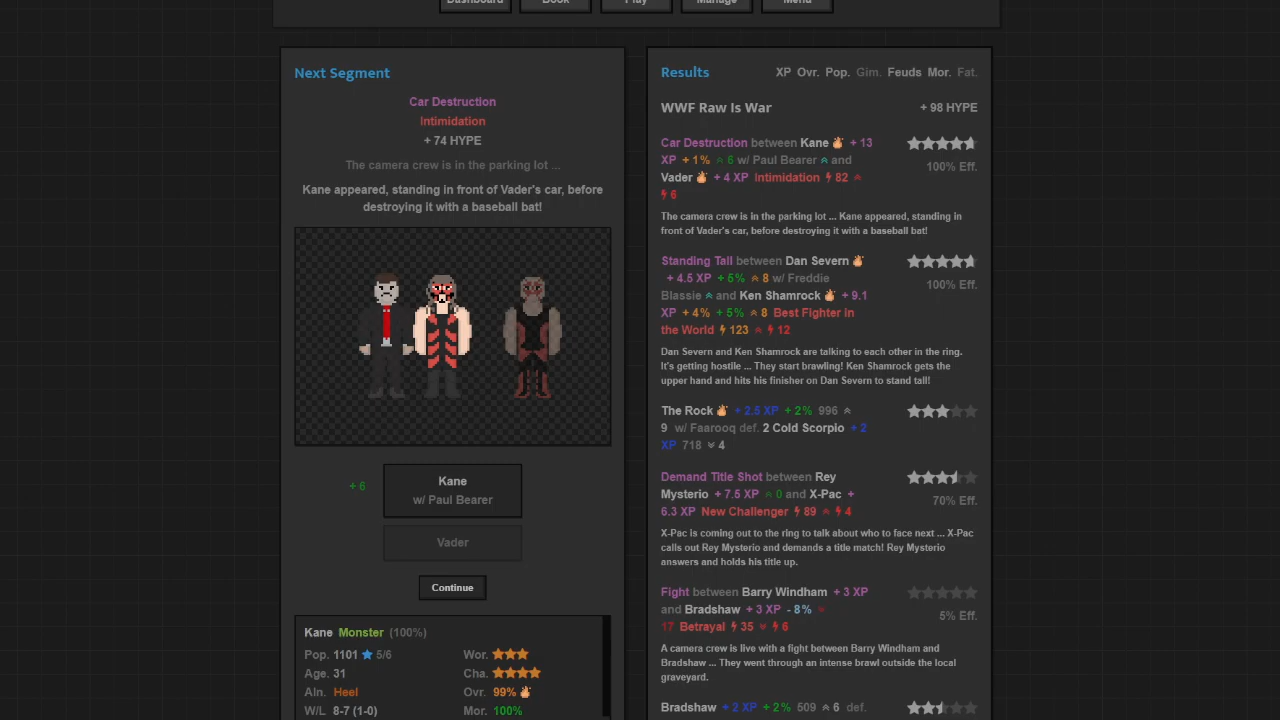 Dashboard Book Play Manage Menu
Next Segment
Car Destruction
Intimidation
+ 74 HYPE
The camera crew is in the parking lot ...
Kane appeared, standing in front of Vader's car, before
destroying it with a baseball bat!
+ 6
Kane
w/ Paul Bearer
Vader
Continue
Kane Monster (100%)
Pop. 1101 5/6 Wor.
Age. 31 Cha.
Aln. Heel Ovr. 99%
W/L 8-7 (1-0) Mor. 100%
Results XP Ovr. Pop. Gim. Feuds Mor. Fat.
WWF Raw Is War + 98 HYPE
Car Destruction between Kane + 13
XP + 1% 6 w/ Paul Bearer and 100% Eff.
Vader + 4 XP Intimidation 82
6
The camera crew is in the parking lot ... Kane appeared, standing in
front of Vader's car, before destroying it with a baseball bat!
Standing Tall between Dan Severn
+ 4.5 XP + 5% 8 w/ Freddie 100% Eff.
Blassie and Ken Shamrock + 9.1
XP + 4% + 5% 8 Best Fighter In
the World 123 12
Dan Severn and Ken Shamrock are talking to each other in the ring.
It's getting hostile ... They start brawling! Ken Shamrock gets the
upper hand and hits his finisher on Dan Severn to stand tall!
The Rock + 2.5 XP + 2% 996
9 w/ Faarooq def. 2 Cold Scorpio + 2
XP 718 4
Demand Title Shot between Rey
Mysterio + 7.5 XP 0 and X-Pac + 70% Eff.
6.3 XP New Challenger 89 4
X-Pac is coming out to the ring to talk about who to face next ... X-Pac
calls out Rey Mysterio and demands a title match! Rey Mysterio
answers and holds his title up.
Fight between Barry Windham + 3 XP
and Bradshaw + 3 XP - 8% 5% Eff.
17 Betrayal 35 6
A camera crew is live with a fight between Barry Windham and
Bradshaw ... They went through an intense brawl outside the local
graveyard.
Bradshaw + 2 XP + 2% 509 6 def.